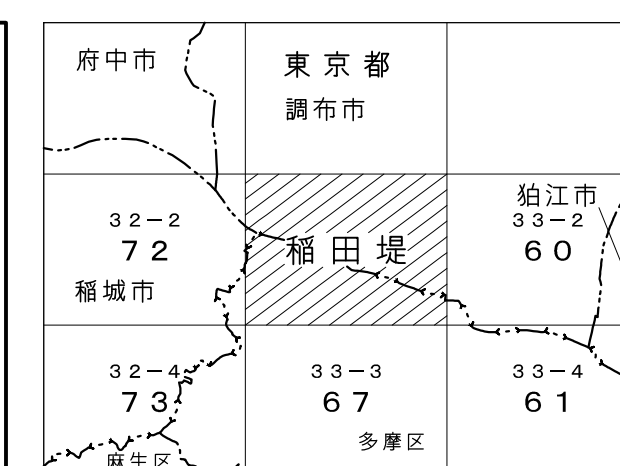 府中市
東京都
調布市
32-2
72
稲城市
稲田堤
狛江市
33-2
60
32-4
73
麻生区
33-3
67
多摩区
33-4
61